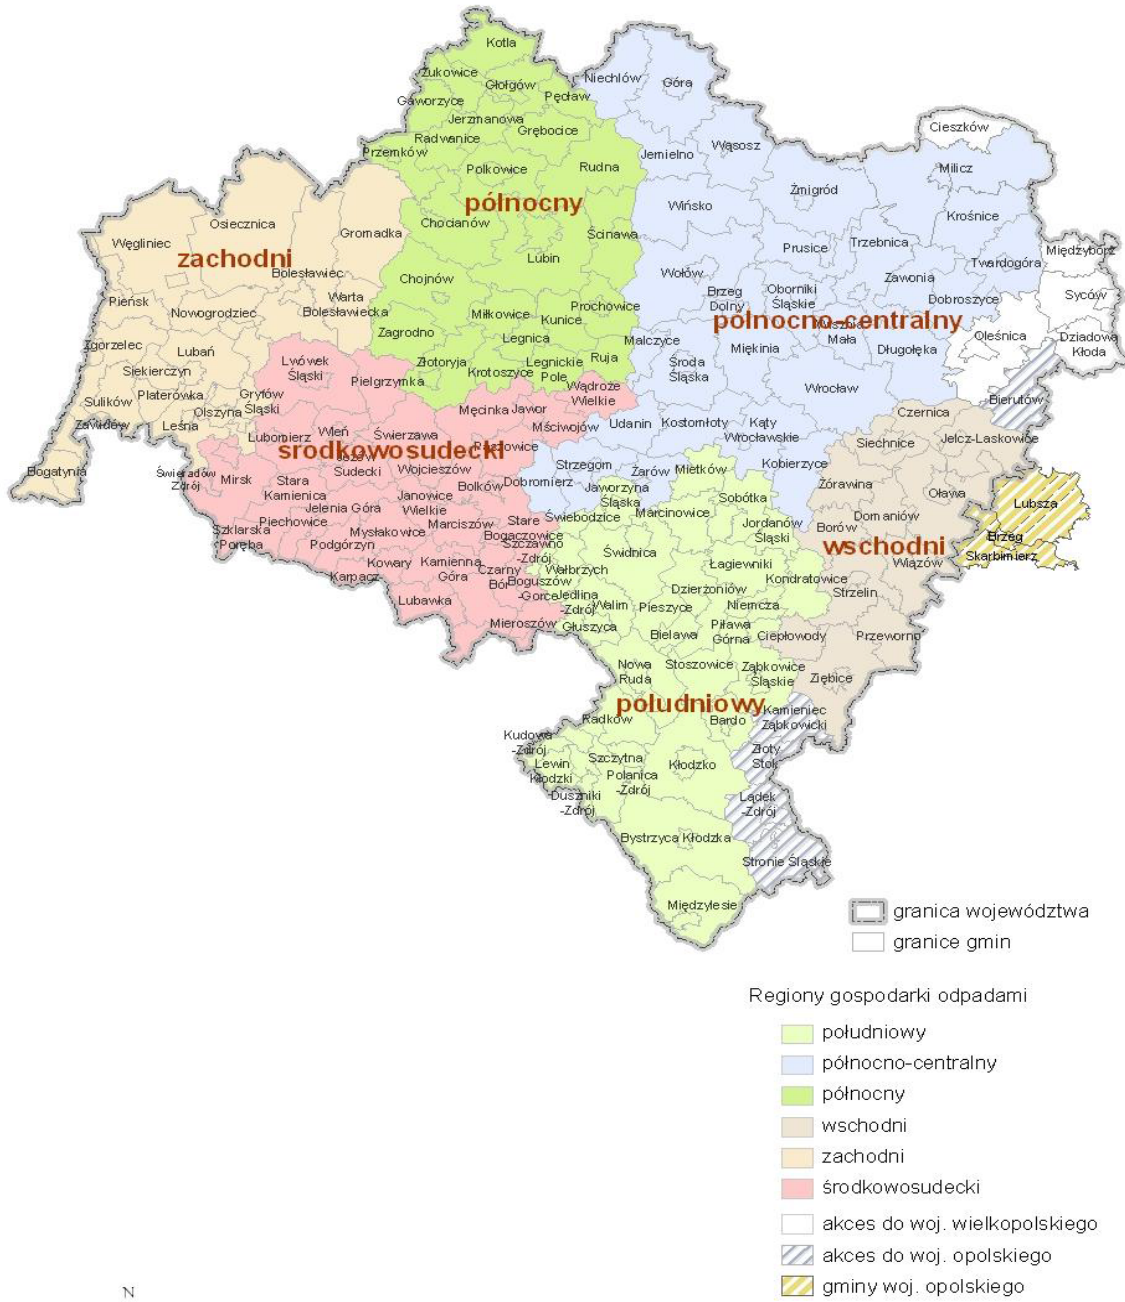 Kotla
Żukowice
Głołgów
Niechlów
Góra
Gaworzyce
Pęcław
Jerzmanowa
Grębocice
Cieszków
Radwanice
Wąsosz
Przemków
Jemielno
Polkowice
Rudna
Milicz
Żmigród
północny
Wińsko
Krośnice
Osiecznica
Chocianów
Gromadka
Ścinawa
Węgliniec
Prusice
Trzebnica
Międzybórz
zachodni
Lubin
Twardogóra
Bolesławiec
Chojnów
Wołów
Zawonia
Brzeg
Dolny
Oborniki
Śląskie
Syców
Pieńsk
Warta
Bolesławiecka
Dobroszyce
Nowogrodziec
Prochowice
Miłkowice
Kunice
północno-centralny
Mała
Zagrodno
Oleśnica
Dziadowa
Kłoda
Zgorzelec
Legnica
Malczyce
Miękinia
Długołęka
Lubań
Lwówek
Śląski
Złotoryja
Krotoszyce
Legnickie
Pole
Ruja
Środa
Śląska
Siekierczyn
Pielgrzymka
Wądroże
Wielkie
Wrocław
Platerówka
Gryfów
Śląski
Sulików
Bierutów
Olszyna
Męcinka
Jawor
Czernica
Zawidów
Leśna
Mściwojów
Udanin
Kostomłoty
Kąty
Wrocławskie
Lubomierz
Wleń
Świerzawa
Siechnice
Jelcz-Laskowice
środkowosudecki
Bogatynia
Świeradów
Zdrój
Sudecki
Wojcieszów
Strzegom
Żarów
Mietków
Kobierzyce
Mirsk
Stara
Kamienica
Bolków
Dobromierz
Jaworzyna
Śląska
Żórawina
Oława
Janowice
Wielkie
Sobótka
Lubsza
Jelenia Góra
Marcinowice
Domaniów
Piechowice
Marciszów
Stare
Bogaczowice
Świebodzice
Jordanów
Śląski
Borów
Szklarska
Poręba
Mysłakowice
Brzeg
Podgórzyn
Szczawno
-Zdrój
Świdnica
wschodni
Skarbimierz
Kowary
Kamienna
Góra
Łagiewniki
Wiązów
Karpacz
Czarny
Bór
Wałbrzych
Kondratowice
Boguszów
-Gorce
Jedlina
-Zdrój
Dzierżoniów
Strzelin
Lubawka
Walim
Pieszyce
Niemcza
Mieroszów
Głuszyca
Bielawa
Piława
Górna
Ciepłowody
Przeworno
Nowa
Ruda
Stoszowice
Ząbkowice
Śląskie
Ziębice
południowy
Kamieniec
Ząbkowicki
Radków
Bardo
Kudowa
-Zdrój
Złoty
Stok
Lewin
Kłodzki
Szczytna
Kłodzko
Polanica
-Zdrój
Duszniki
-Zdrój
Lądek
-Zdrój
Bystrzyca Kłodzka
Stronie Śląskie
Międzylesie
granica województwa
granice gmin
Regiony gospodarki odpadami
południowy
północno-centralny
północny
wschodni
zachodni
środkowosudecki
akces do woj. wielkopolskiego
akces do woj. opolskiego
gminy woj. opolskiego
N